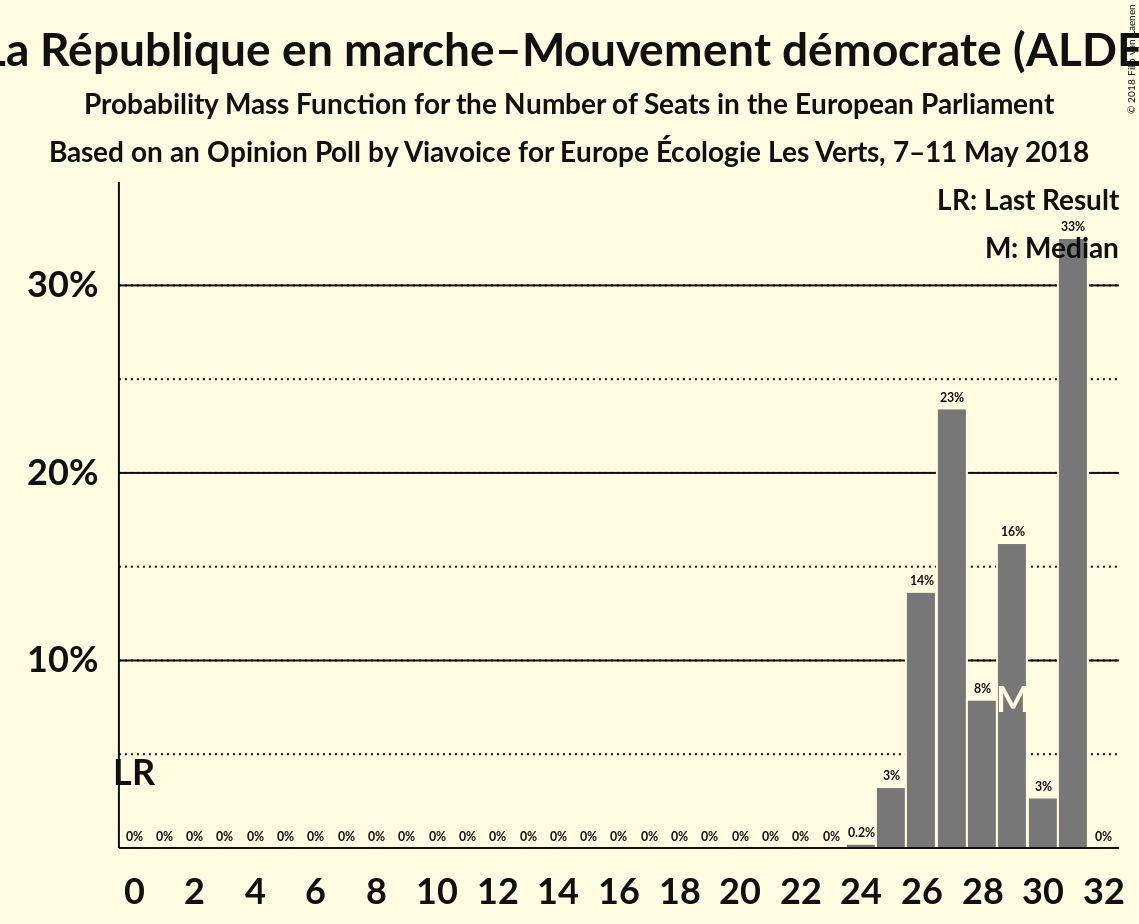 La République en marche–Mouvement démocrate (ALDE
Probability Mass Function for the Number of Seats in the European Parliament
Based on an Opinion Poll by Viavoice for Europe Écologie Les Verts, 7–11 May 2018
© 2018
LR: Last Result
M: Median
33%
30%
23%
20%
16%
14%
10%
8%
M
LR
3%
3%
0% 0% 0% 0% 0% 0% 0% 0% 0% 0% 0% 0% 0% 0% 0% 0% 0% 0% 0% 0% 0% 0% 0% 0% 0.2% 0%
0 2 4 6 8 10 12 14 16 18 20 22 24 26 28 30 32